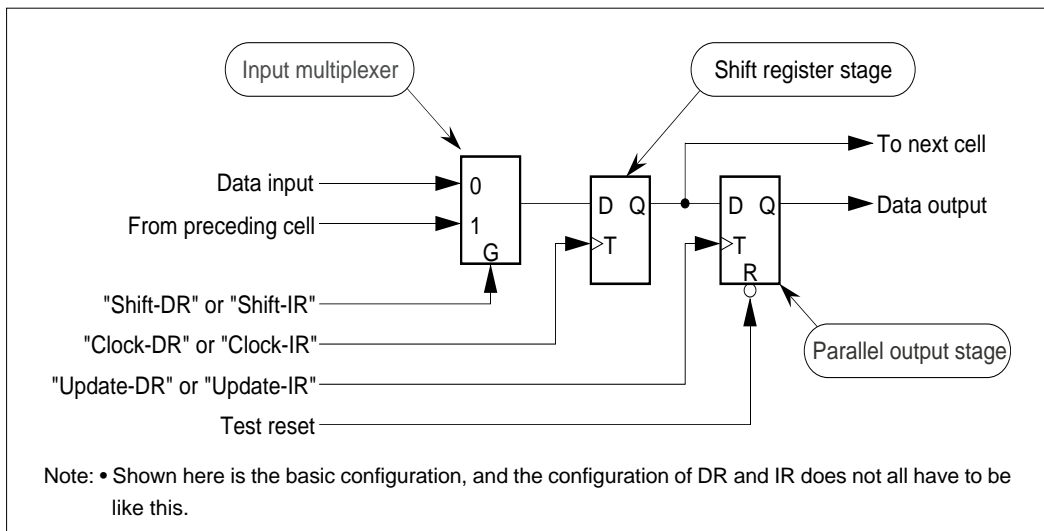 Input multiplexer
Shift register stage
To next cell
Data input
0
D Q
D Q
Data output
From preceding cell
1
T
T
G
R
"Shift-DR" or "Shift-IR"
"Clock-DR" or "Clock-IR"
Parallel output stage
"Update-DR" or "Update-IR"
Test reset
Note: • Shown here is the basic configuration, and the configuration of DR and IR does not all have to be
like this.